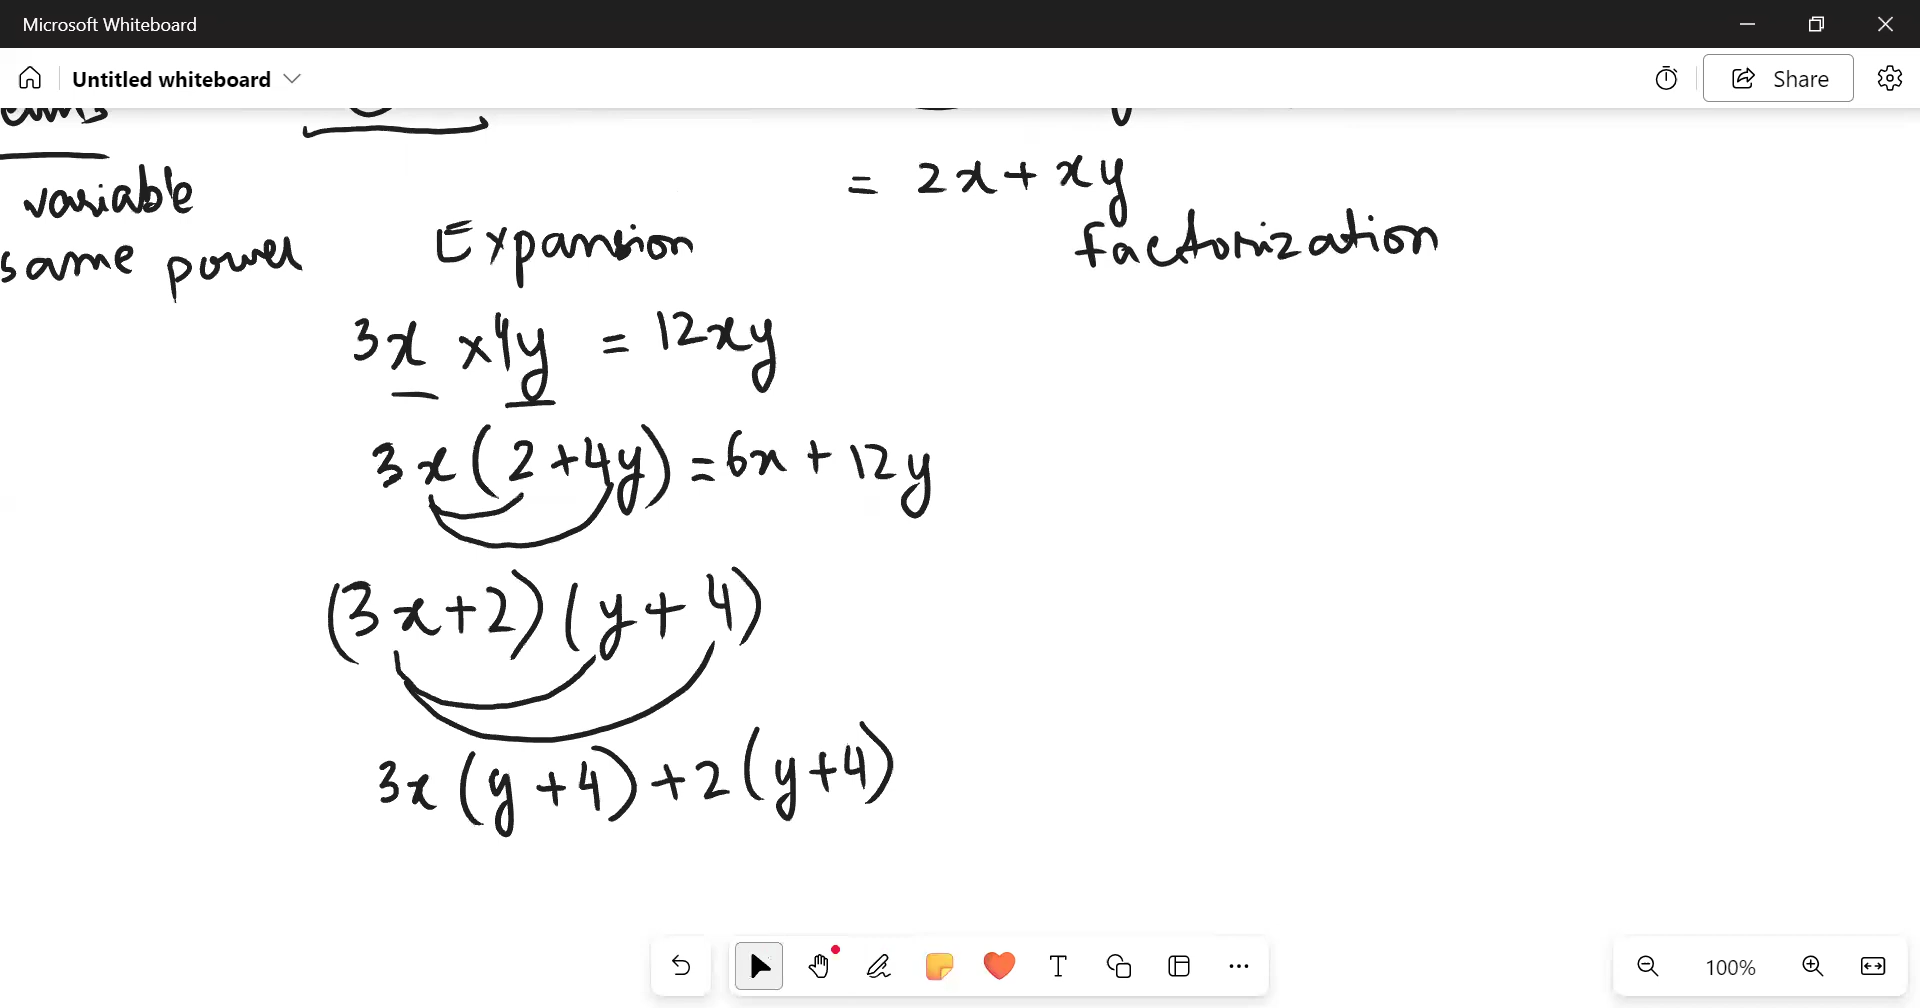 Microsoft Whiteboard
Untitled whiteboard
Share
= 2x + xy
variable
same power
Expansion
factorization
3x × 4y = 12xy
3x(2+4y) = 6x + 12y
(3x+2)(y+4)
3x(y+4)+2(y+4)
T
100%